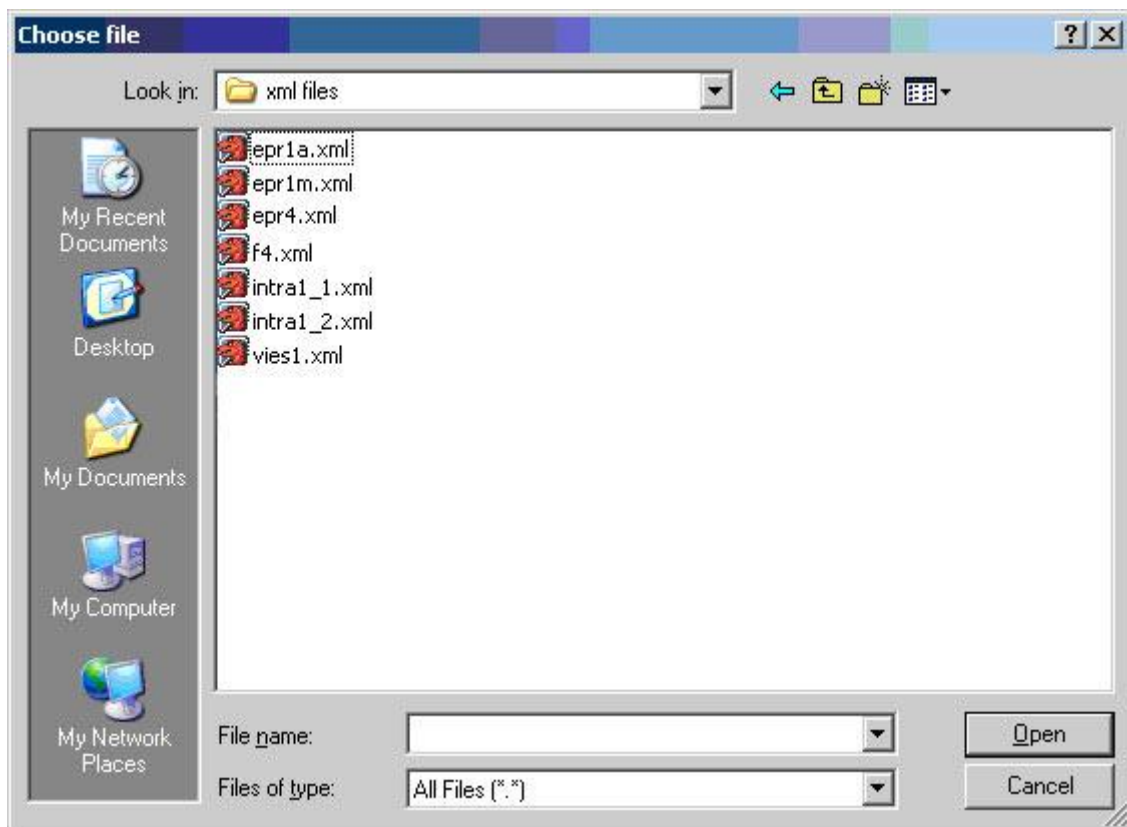 Choose file
Look in: xml files
My Recent
Documents
Desktop
My Documents
My Computer
My Network
Places
epr1a.xml
epr1m.xml
epr4.xml
f4.xml
intra1_1.xml
intra1_2.xml
vies1.xml
File name: Open
Files of type: All Files (*.*) Cancel